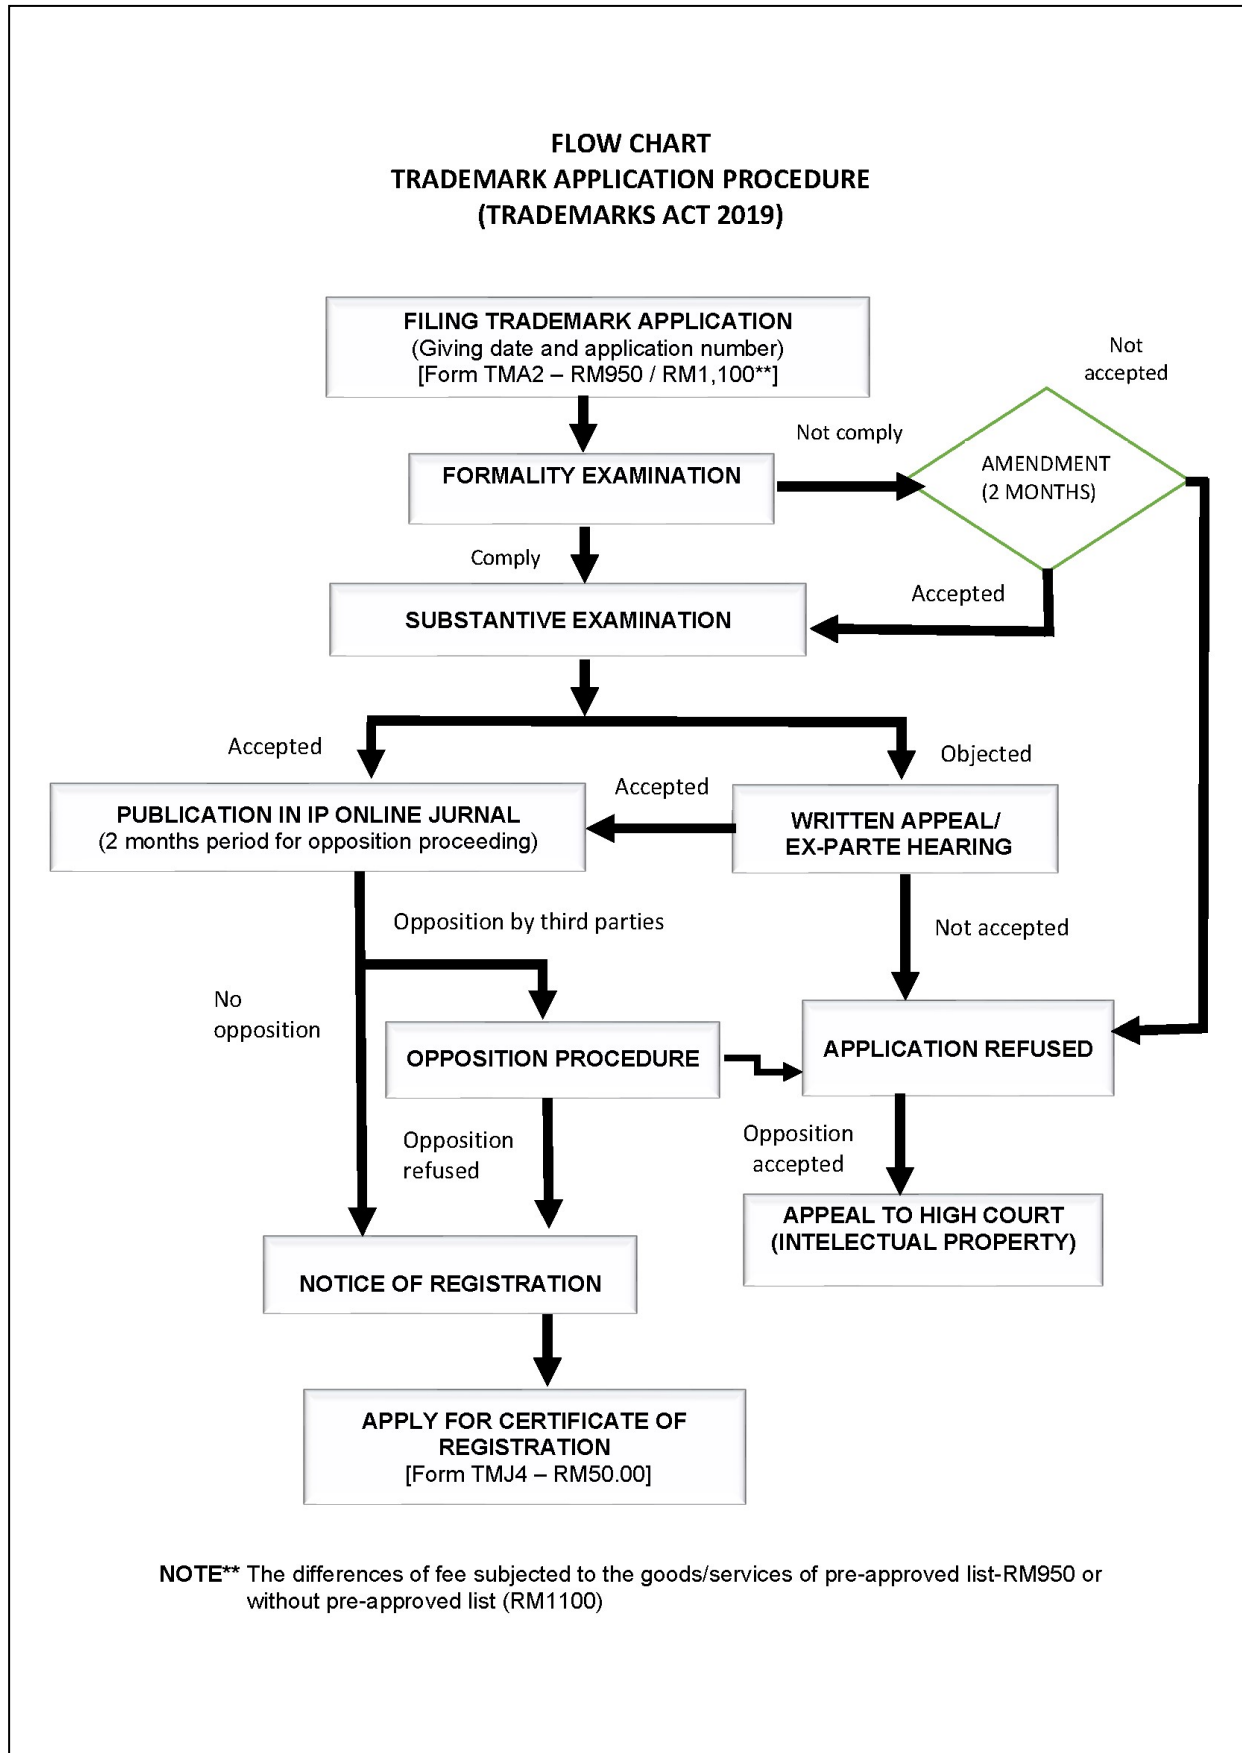 FLOW CHART
TRADEMARK APPLICATION PROCEDURE
(TRADEMARKS ACT 2019)
FILING TRADEMARK APPLICATION
(Giving date and application number)
[Form TMA2 – RM950 / RM1,100**]
Not
accepted
Not comply
FORMALITY EXAMINATION
AMENDMENT
(2 MONTHS)
Comply
Accepted
SUBSTANTIVE EXAMINATION
Accepted
Objected
Accepted
PUBLICATION IN IP ONLINE JURNAL
(2 months period for opposition proceeding)
WRITTEN APPEAL/
EX-PARTE HEARING
Opposition by third parties
Not accepted
No
opposition
OPPOSITION PROCEDURE
APPLICATION REFUSED
Opposition
refused
Opposition
accepted
APPEAL TO HIGH COURT
(INTELECTUAL PROPERTY)
NOTICE OF REGISTRATION
APPLY FOR CERTIFICATE OF
REGISTRATION
[Form TMJ4 – RM50.00]
NOTE** The differences of fee subjected to the goods/services of pre-approved list-RM950 or
without pre-approved list (RM1100)